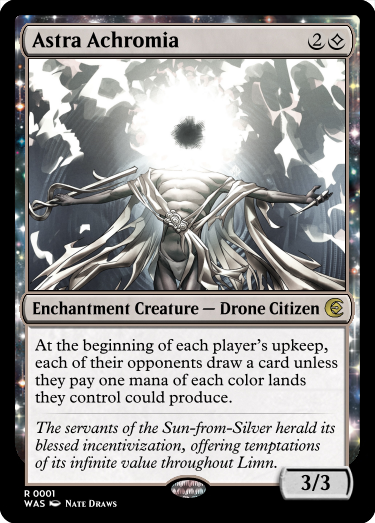 Astra Achromia 2
Enchantment Creature — Drone Citizen
At the beginning of each player's upkeep,
each of their opponents draw a card unless
they pay one mana of each color lands
they control could produce.
The servants of the Sun-from-Silver herald its
blessed incentivization, offering temptations
of its infinite value throughout Limn.
3/3
R 0001
WAS Nate Draws